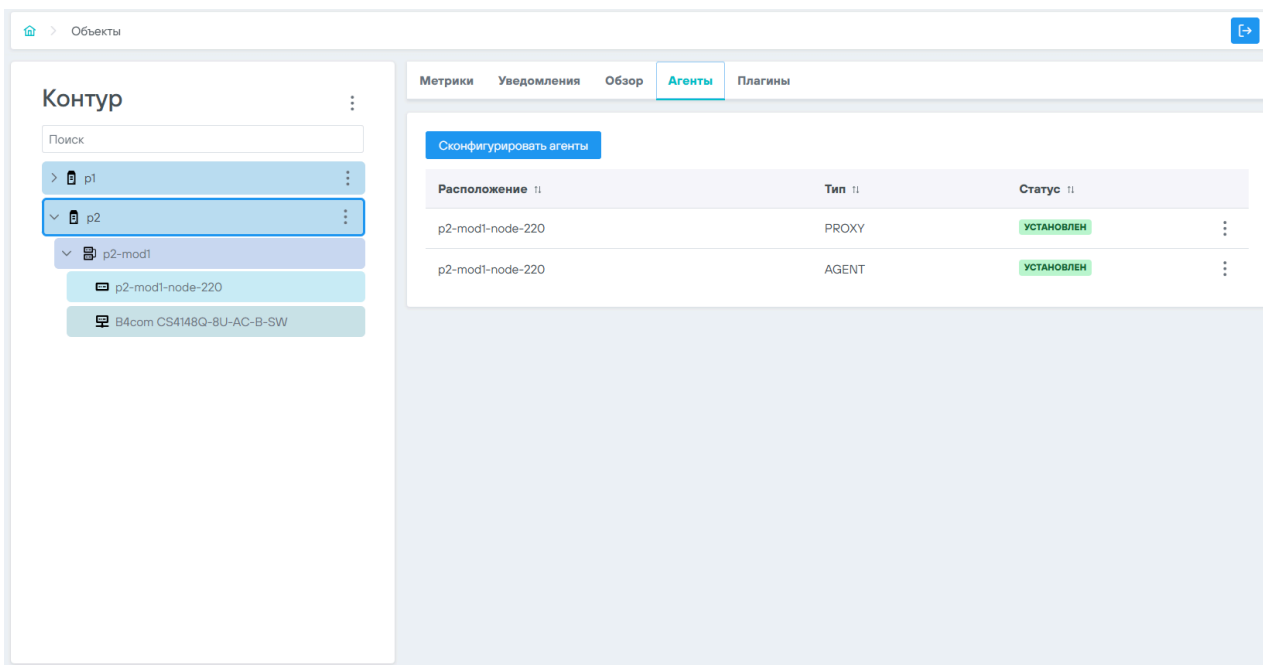 Объекты
Контур
Поиск
p1
p2
p2-mod1
p2-mod1-node-220
B4com CS4148Q-8U-AC-B-SW
Метрики Уведомления Обзор Агенты Плагины
Сконфигурировать агенты
Расположение Тип Статус
p2-mod1-node-220 PROXY УСТАНОВЛЕН
p2-mod1-node-220 AGENT УСТАНОВЛЕН